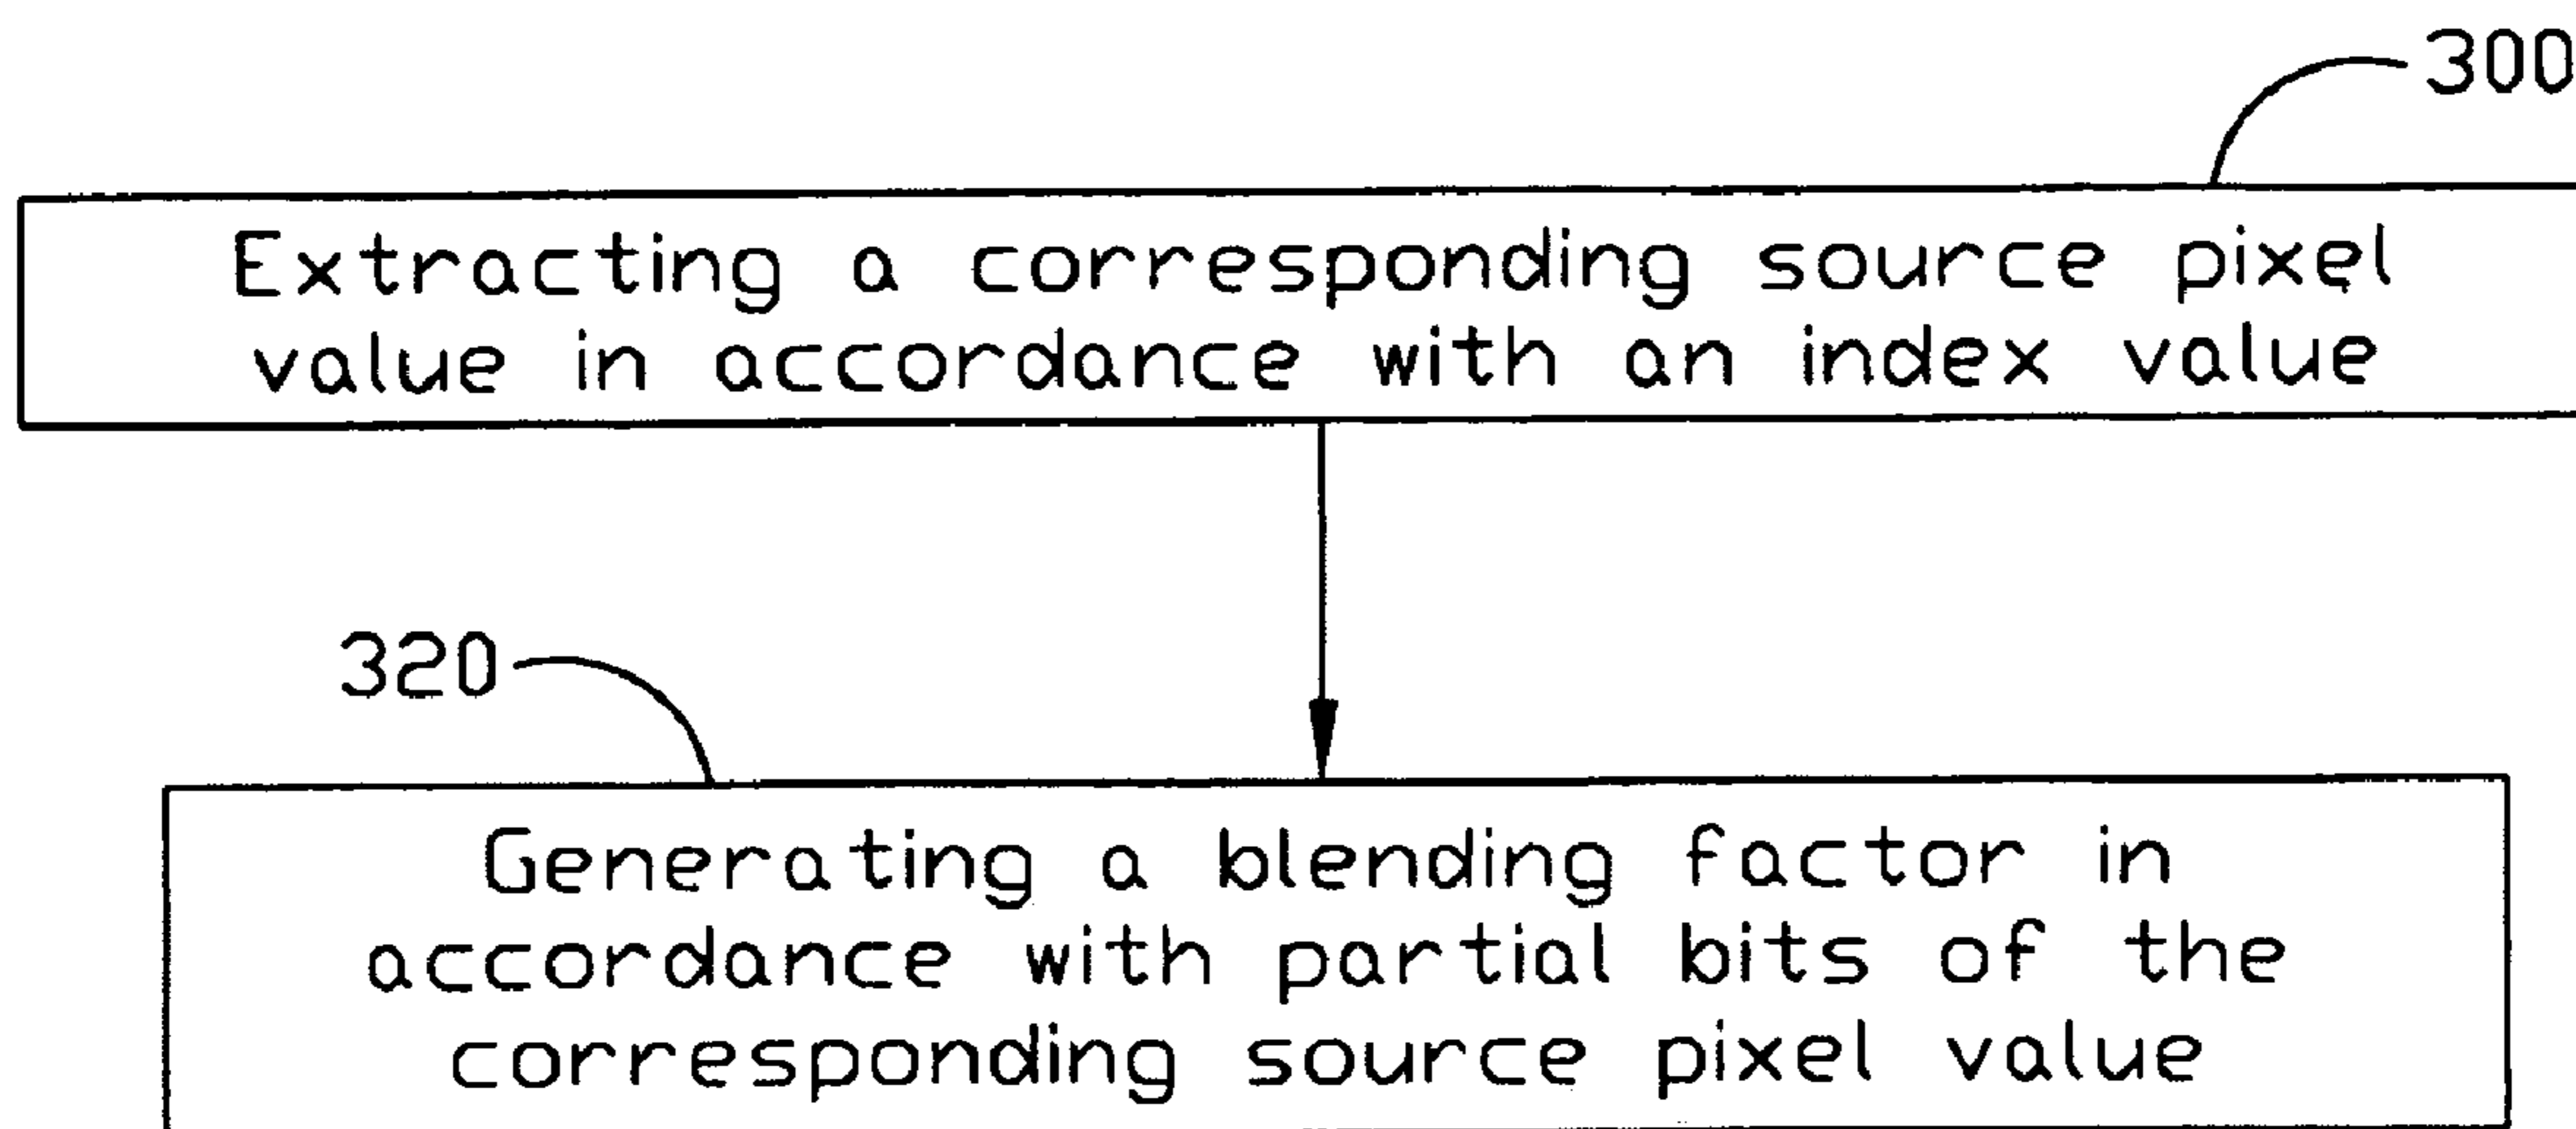 300
Extracting a corresponding source pixel
value in accordance with an index value
320
Generating a blending factor in
accordance with partial bits of the
corresponding source pixel value